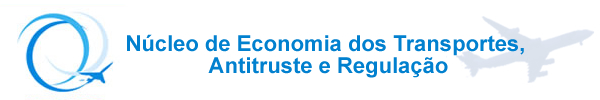 Núcleo de Economia dos Transportes,
Antitruste e Regulação